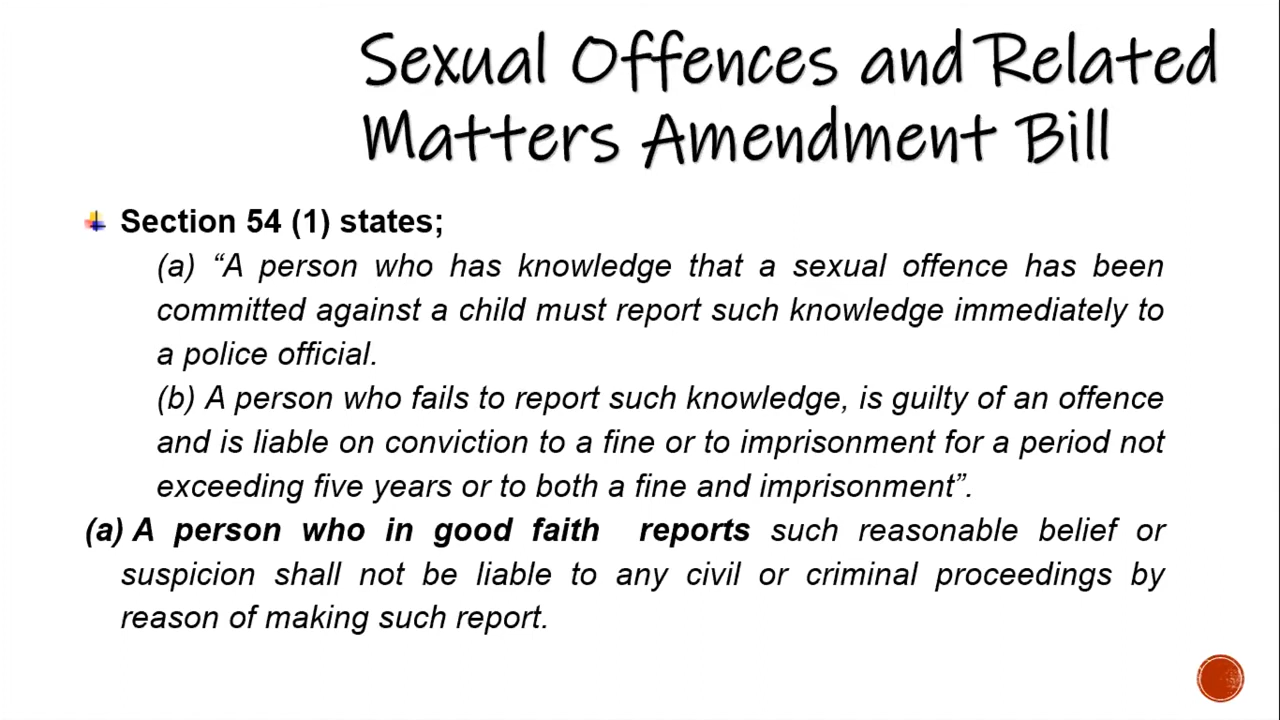 Sexual Offences and Related
Matters Amendment Bill
Section 54 (1) states;
(a) “A person who has knowledge that a sexual offence has been
committed against a child must report such knowledge immediately to
a police official.
(b) A person who fails to report such knowledge, is guilty of an offence
and is liable on conviction to a fine or to imprisonment for a period not
exceeding five years or to both a fine and imprisonment”.
(a) A person who in good faith reports such reasonable belief or
suspicion shall not be liable to any civil or criminal proceedings by
reason of making such report.